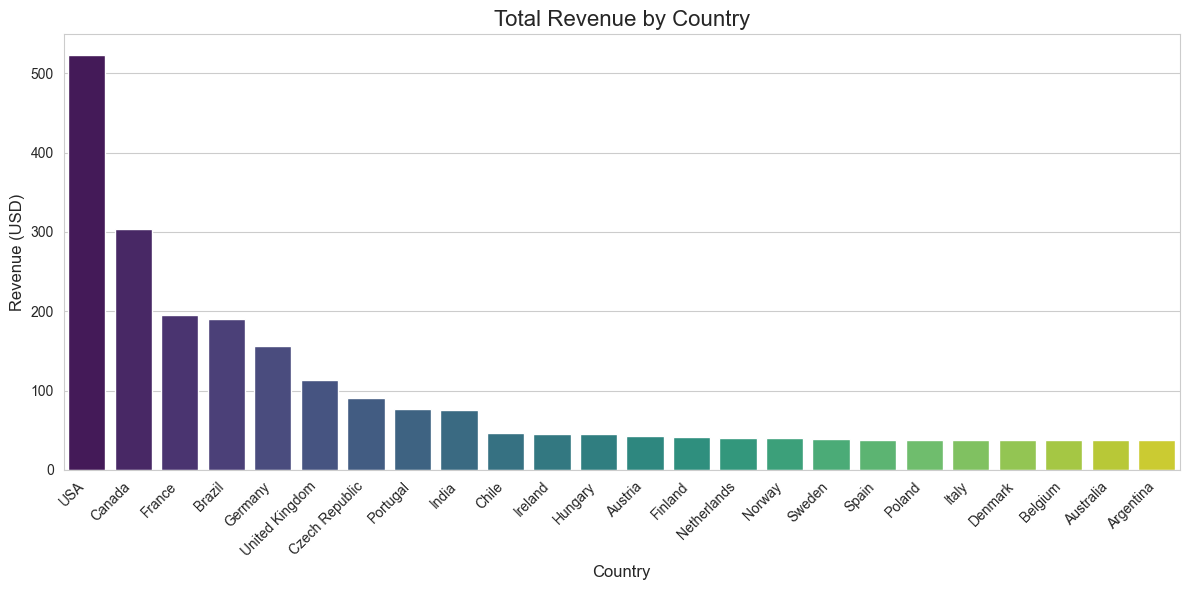 Total Revenue by Country
Revenue (USD)
500
400
300
200
100
0
USA
Canada
France
Brazil
Germany
United Kingdom
Czech Republic
Portugal
India
Chile
Ireland
Hungary
Austria
Finland
Netherlands
Norway
Sweden
Spain
Poland
Italy
Denmark
Belgium
Australia
Argentina
Country